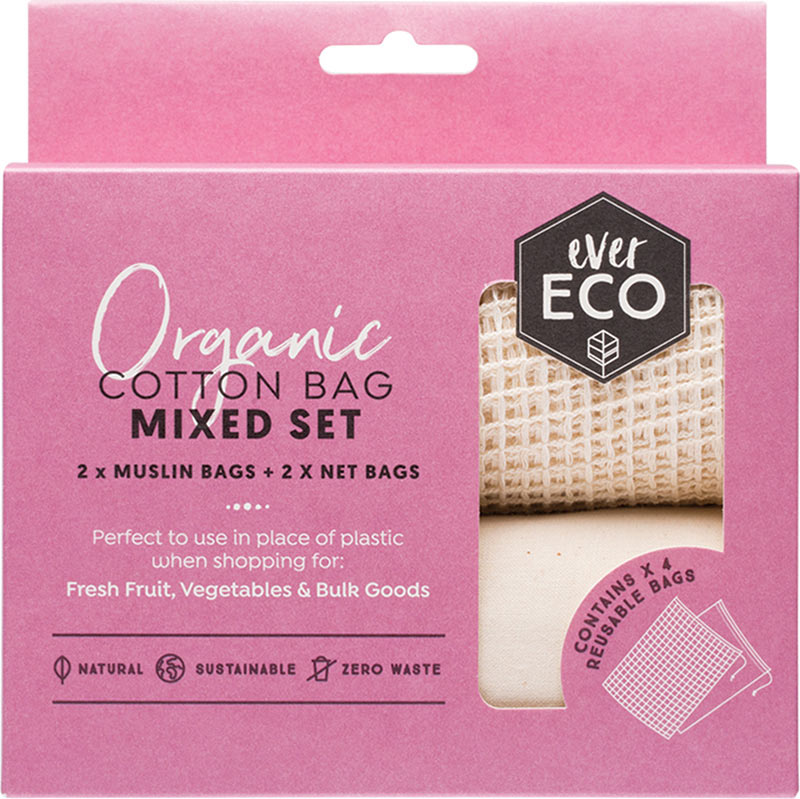 ever
ECO
Organic
COTTON BAG
MIXED SET
2 x MUSLIN BAGS + 2 X NET BAGS
Perfect to use in place of plastic
when shopping for:
Fresh Fruit, Vegetables & Bulk Goods
NATURAL SUSTAINABLE ZERO WASTE
CONTAINS X 4
REUSABLE BAGS